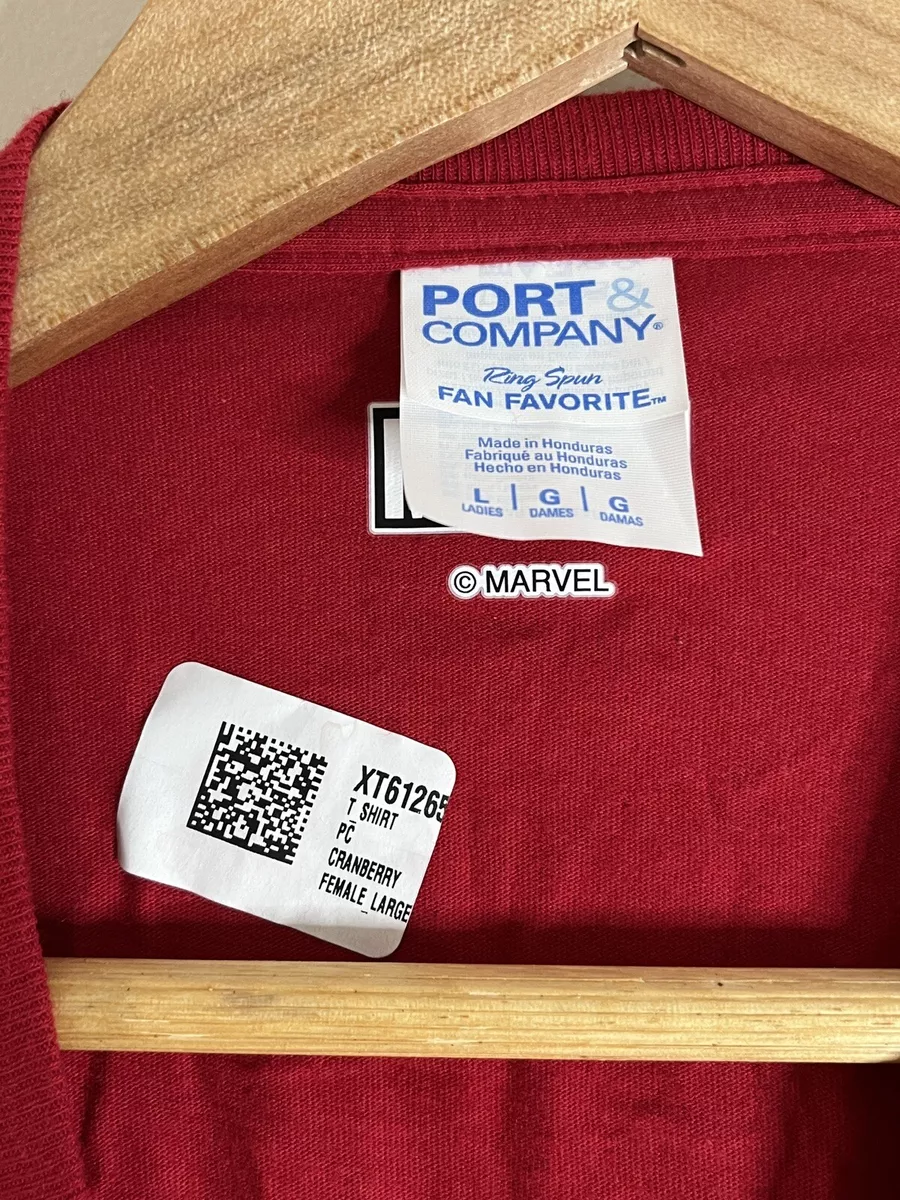 PORT &
COMPANY®
Ring Spun
FAN FAVORITE™
Made in Honduras
Fabriqué au Honduras
Hecho en Honduras
L | G | G
LADIES DAMES DAMAS
© MARVEL
XT61265
T_SHIRT
PC
CRANBERRY
FEMALE_LARGE